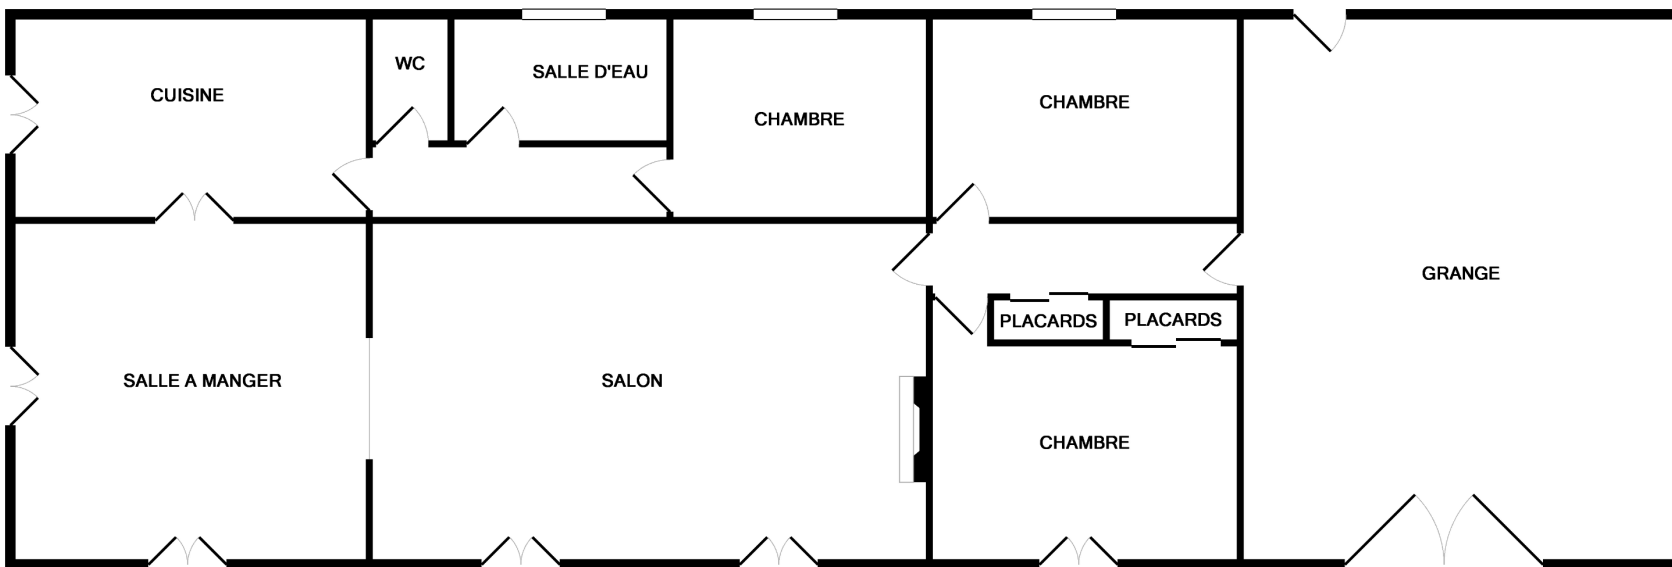 CUISINE
WC
SALLE D'EAU
CHAMBRE
CHAMBRE
GRANGE
PLACARDS
PLACARDS
SALLE A MANGER
SALON
CHAMBRE